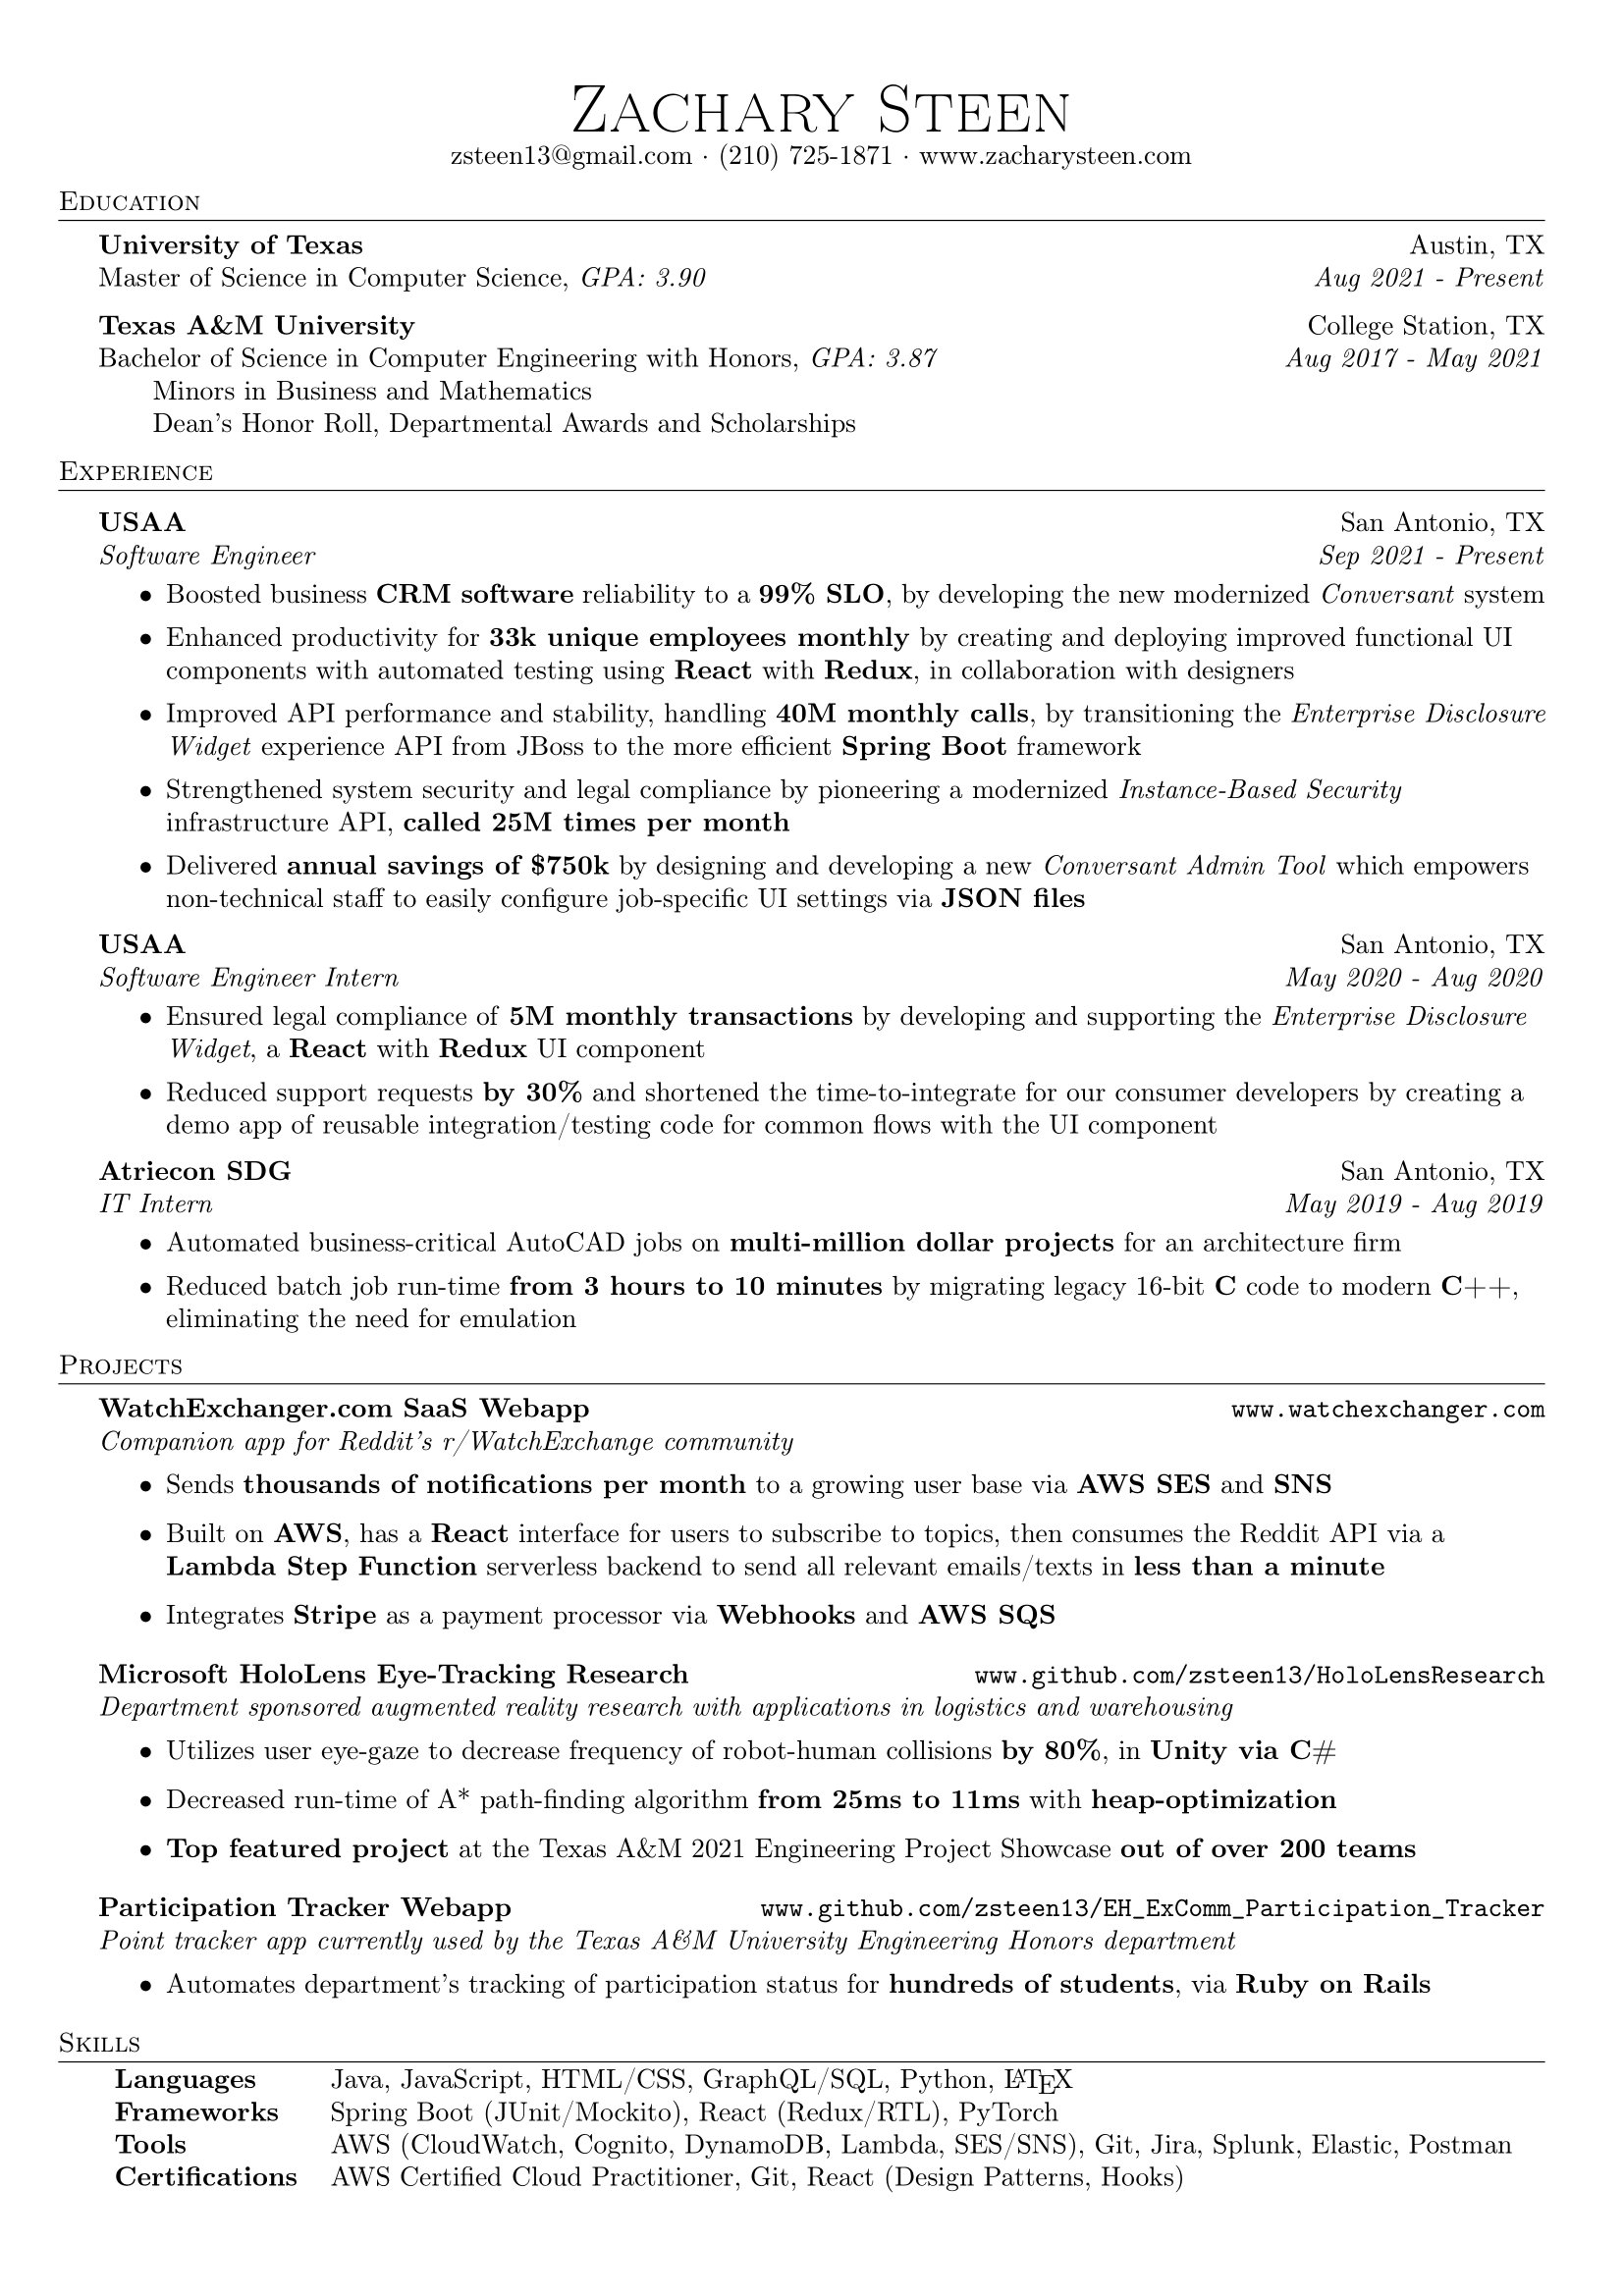 Zachary Steen
zsteen13@gmail.com · (210) 725-1871 · www.zacharysteen.com
Education
University of Texas Austin, TX
Master of Science in Computer Science, GPA: 3.90 Aug 2021 - Present
Texas A&M University College Station, TX
Bachelor of Science in Computer Engineering with Honors, GPA: 3.87 Aug 2017 - May 2021
Minors in Business and Mathematics
Dean's Honor Roll, Departmental Awards and Scholarships
Experience
USAA San Antonio, TX
Software Engineer Sep 2021 - Present
• Boosted business CRM software reliability to a 99% SLO, by developing the new modernized Conversant system
• Enhanced productivity for 33k unique employees monthly by creating and deploying improved functional UI
components with automated testing using React with Redux, in collaboration with designers
• Improved API performance and stability, handling 40M monthly calls, by transitioning the Enterprise Disclosure
Widget experience API from JBoss to the more efficient Spring Boot framework
• Strengthened system security and legal compliance by pioneering a modernized Instance-Based Security
infrastructure API, called 25M times per month
• Delivered annual savings of $750k by designing and developing a new Conversant Admin Tool which empowers
non-technical staff to easily configure job-specific UI settings via JSON files
USAA San Antonio, TX
Software Engineer Intern May 2020 - Aug 2020
• Ensured legal compliance of 5M monthly transactions by developing and supporting the Enterprise Disclosure
Widget, a React with Redux UI component
• Reduced support requests by 30% and shortened the time-to-integrate for our consumer developers by creating a
demo app of reusable integration/testing code for common flows with the UI component
Atriecon SDG San Antonio, TX
IT Intern May 2019 - Aug 2019
• Automated business-critical AutoCAD jobs on multi-million dollar projects for an architecture firm
• Reduced batch job run-time from 3 hours to 10 minutes by migrating legacy 16-bit C code to modern C++,
eliminating the need for emulation
Projects
WatchExchanger.com SaaS Webapp www.watchexchanger.com
Companion app for Reddit's r/WatchExchange community
• Sends thousands of notifications per month to a growing user base via AWS SES and SNS
• Built on AWS, has a React interface for users to subscribe to topics, then consumes the Reddit API via a
Lambda Step Function serverless backend to send all relevant emails/texts in less than a minute
• Integrates Stripe as a payment processor via Webhooks and AWS SQS
Microsoft HoloLens Eye-Tracking Research www.github.com/zsteen13/HoloLensResearch
Department sponsored augmented reality research with applications in logistics and warehousing
• Utilizes user eye-gaze to decrease frequency of robot-human collisions by 80%, in Unity via C#
• Decreased run-time of A* path-finding algorithm from 25ms to 11ms with heap-optimization
• Top featured project at the Texas A&M 2021 Engineering Project Showcase out of over 200 teams
Participation Tracker Webapp www.github.com/zsteen13/EH_ExComm_Participation_Tracker
Point tracker app currently used by the Texas A&M University Engineering Honors department
• Automates department's tracking of participation status for hundreds of students, via Ruby on Rails
Skills
Languages Java, JavaScript, HTML/CSS, GraphQL/SQL, Python, LaTeX
Frameworks Spring Boot (JUnit/Mockito), React (Redux/RTL), PyTorch
Tools AWS (CloudWatch, Cognito, DynamoDB, Lambda, SES/SNS), Git, Jira, Splunk, Elastic, Postman
Certifications AWS Certified Cloud Practitioner, Git, React (Design Patterns, Hooks)